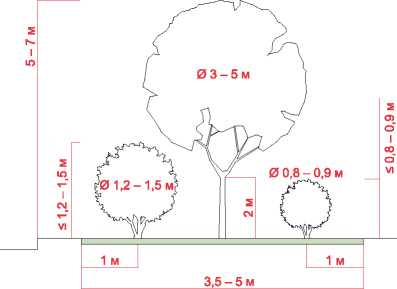 5 – 7 м
Ø 3 – 5 м
≤ 1,2 – 1,5 м
Ø 1,2 – 1,5 м
2 м
Ø 0,8 – 0,9 м
≤ 0,8 – 0,9 м
1 м
1 м
3,5 – 5 м